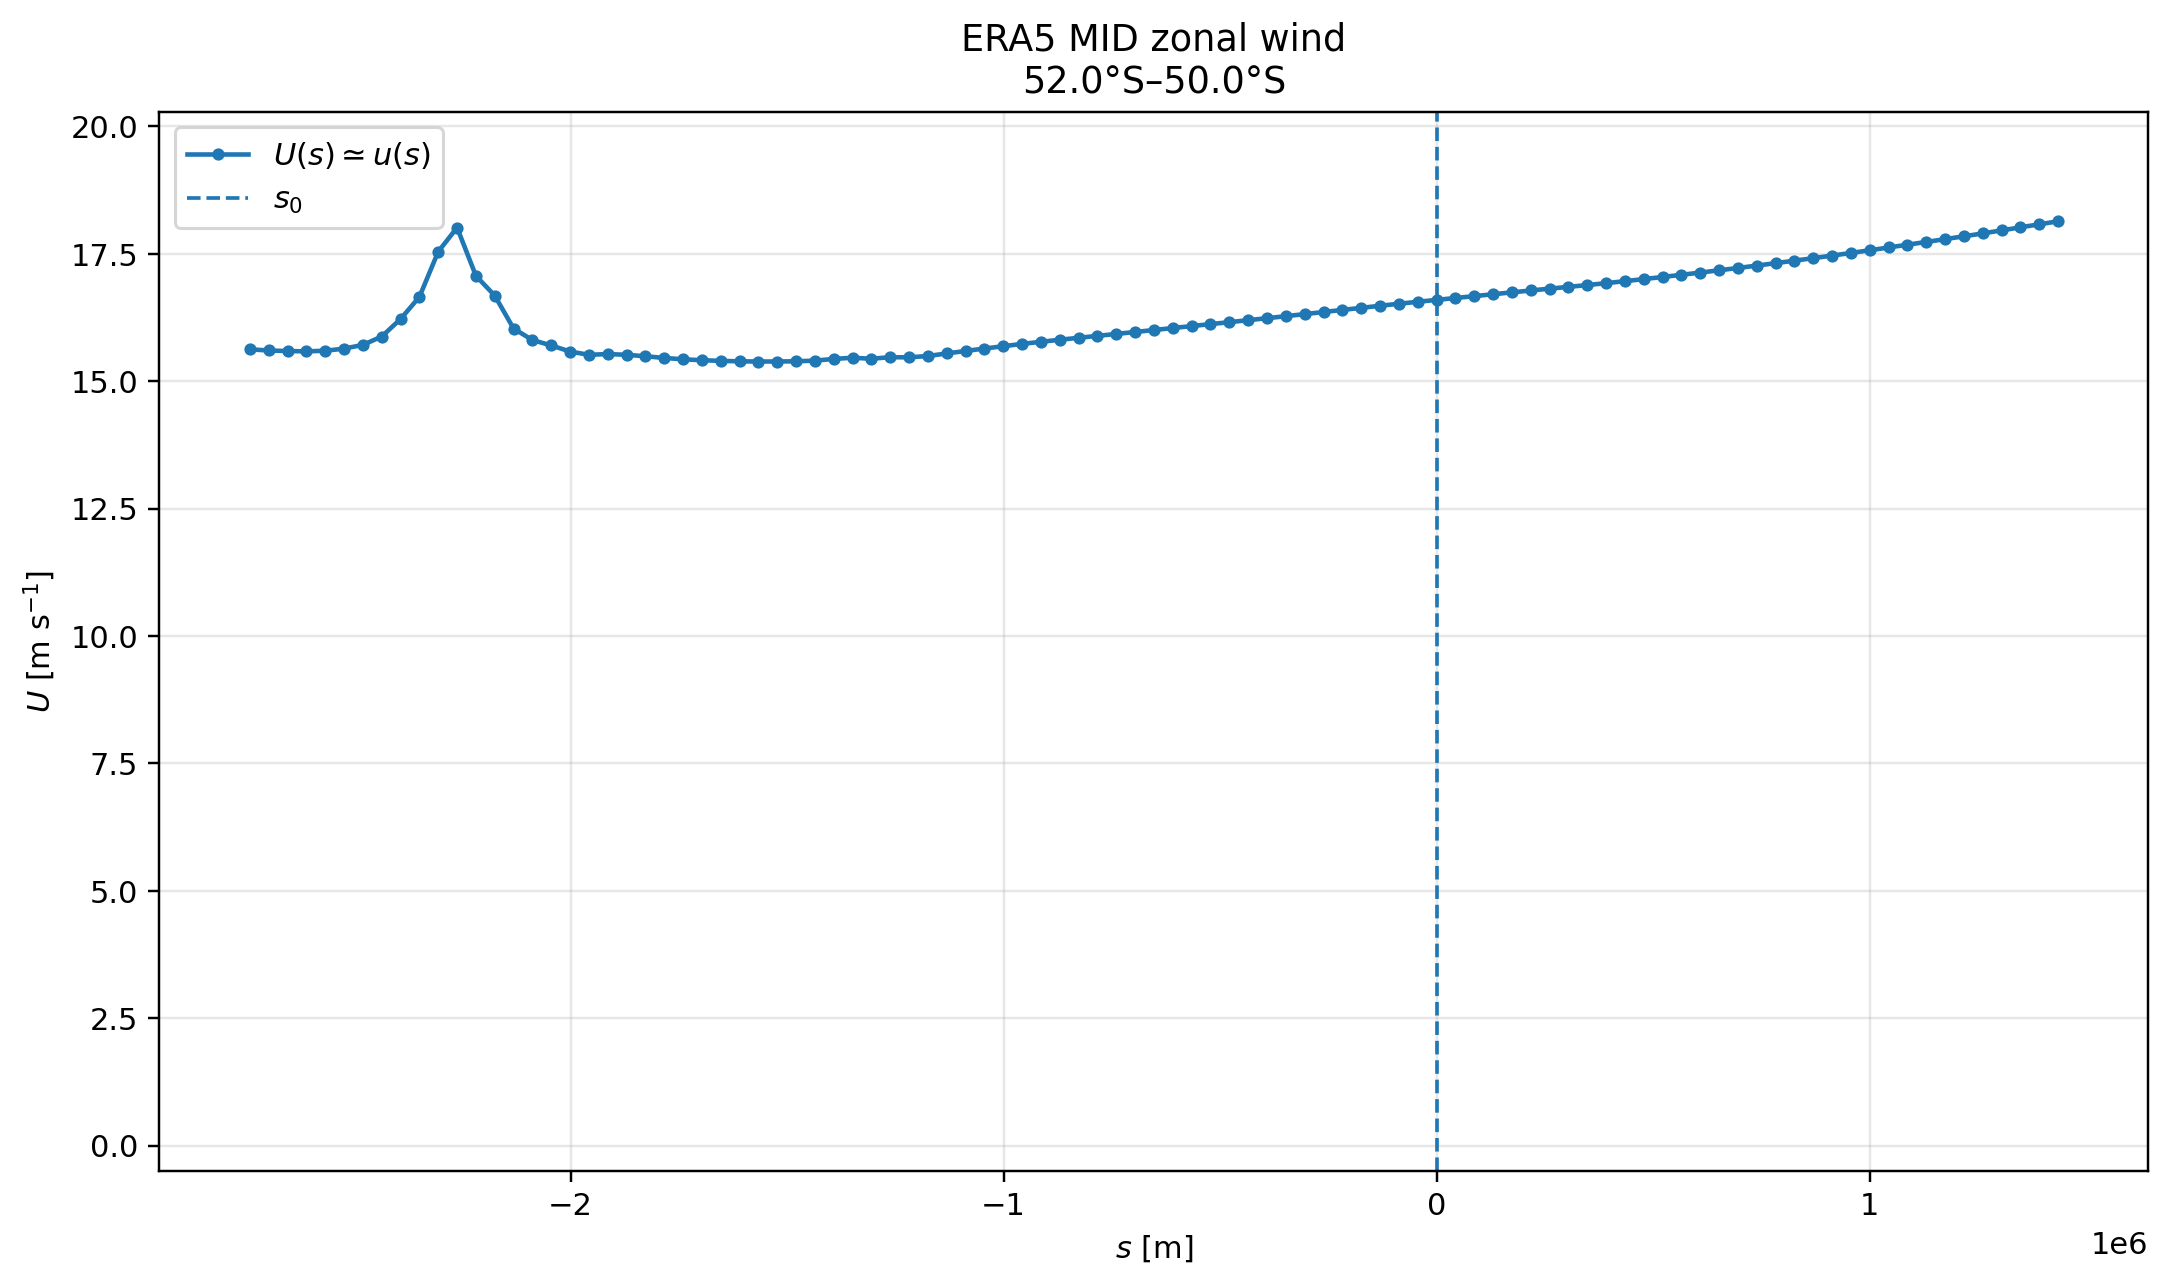 ERA5 MID zonal wind
52.0°S–50.0°S
U(s) ≃ u(s)
s₀
20.0
17.5
15.0
12.5
10.0
7.5
5.0
2.5
0.0
U [m s⁻¹]
−2
−1
0
1
1e6
s [m]